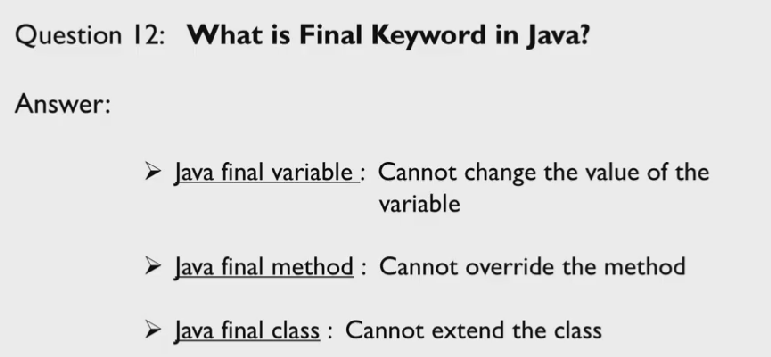 Question 12: What is Final Keyword in Java?
Answer:
➢ Java final variable : Cannot change the value of the
variable
➢ Java final method : Cannot override the method
➢ Java final class : Cannot extend the class